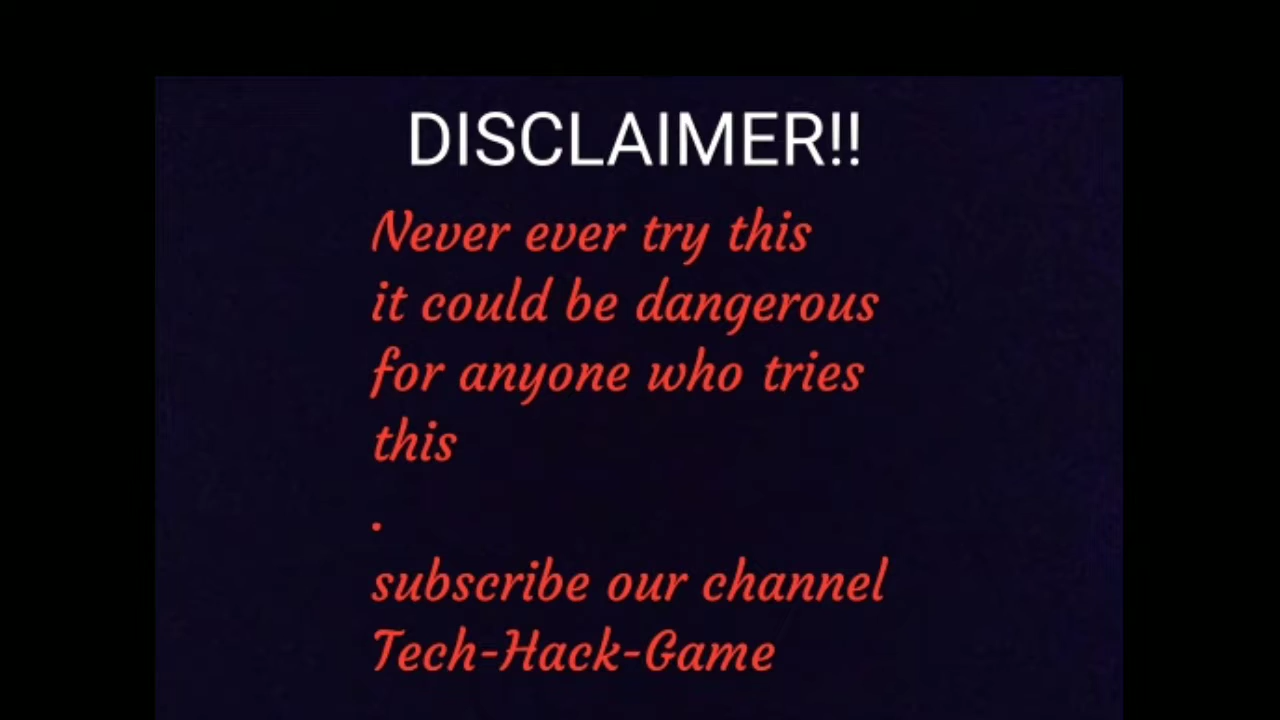 DISCLAIMER!!
Never ever try this
it could be dangerous
for anyone who tries
this
.
subscribe our channel
Tech-Hack-Game